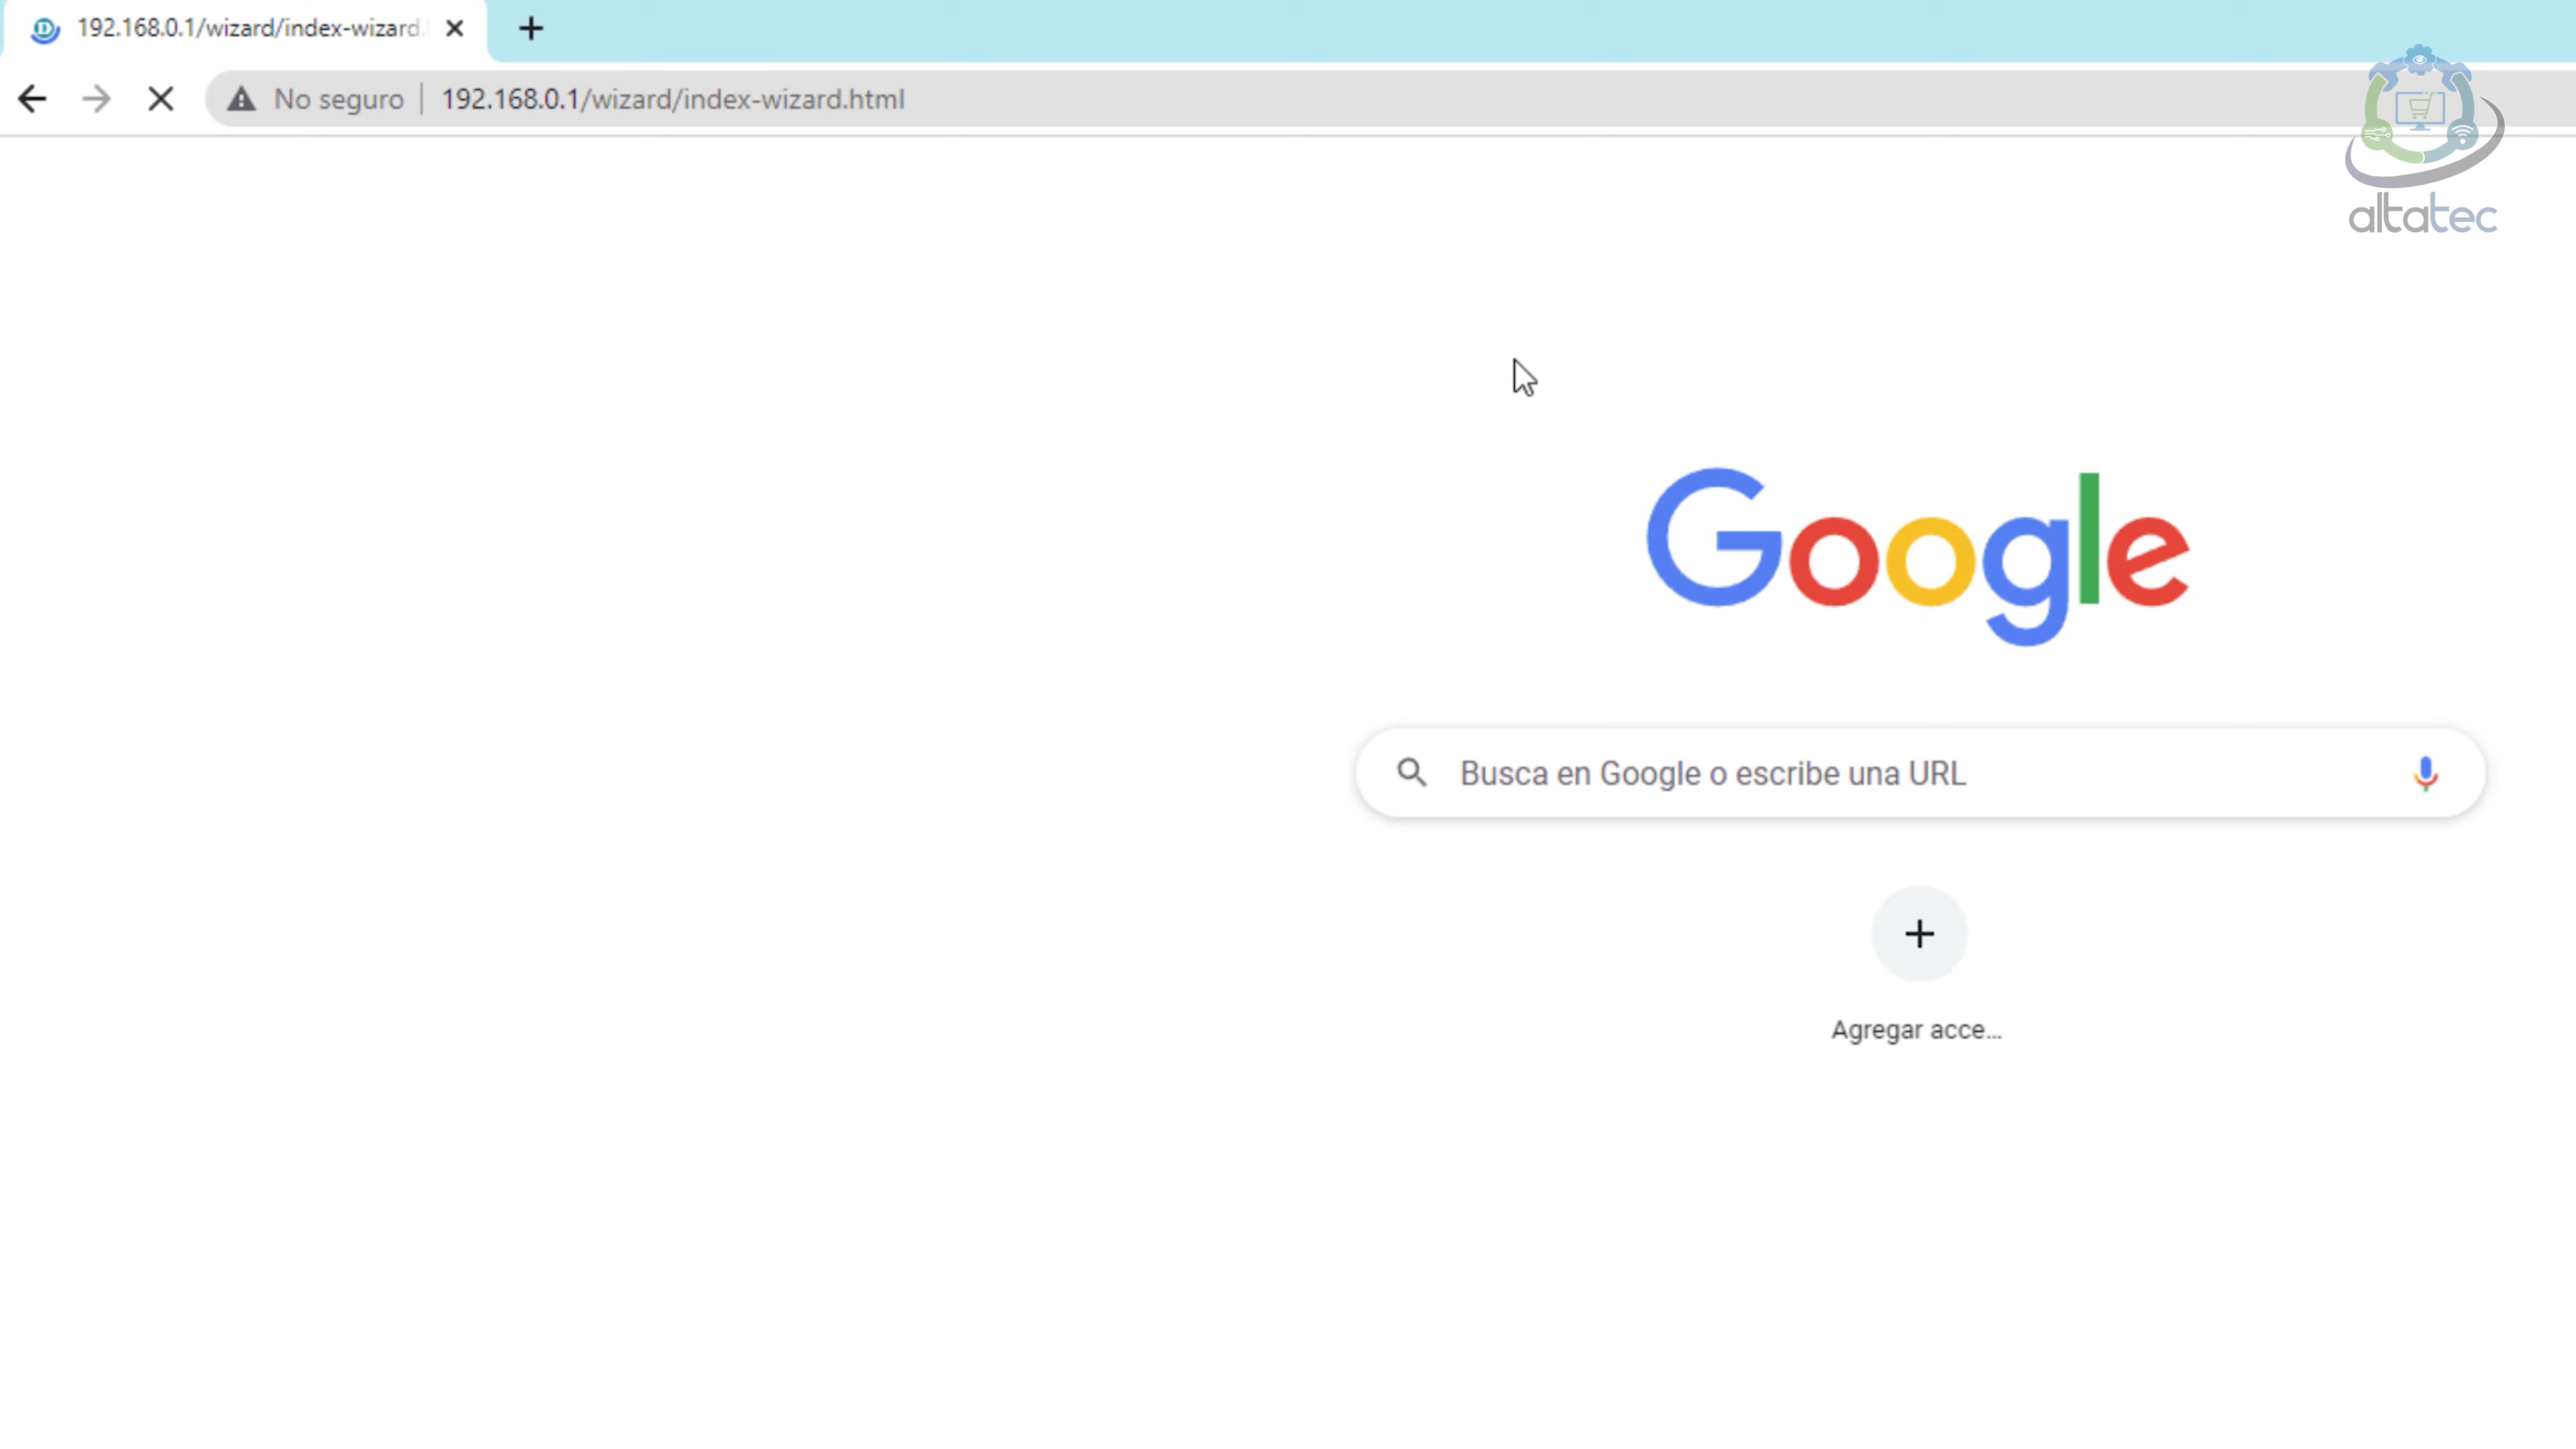 192.168.0.1/wizard/index-wizard.
No seguro
192.168.0.1/wizard/index-wizard.html
altatec
Google
Busca en Google o escribe una URL
Agregar acce...